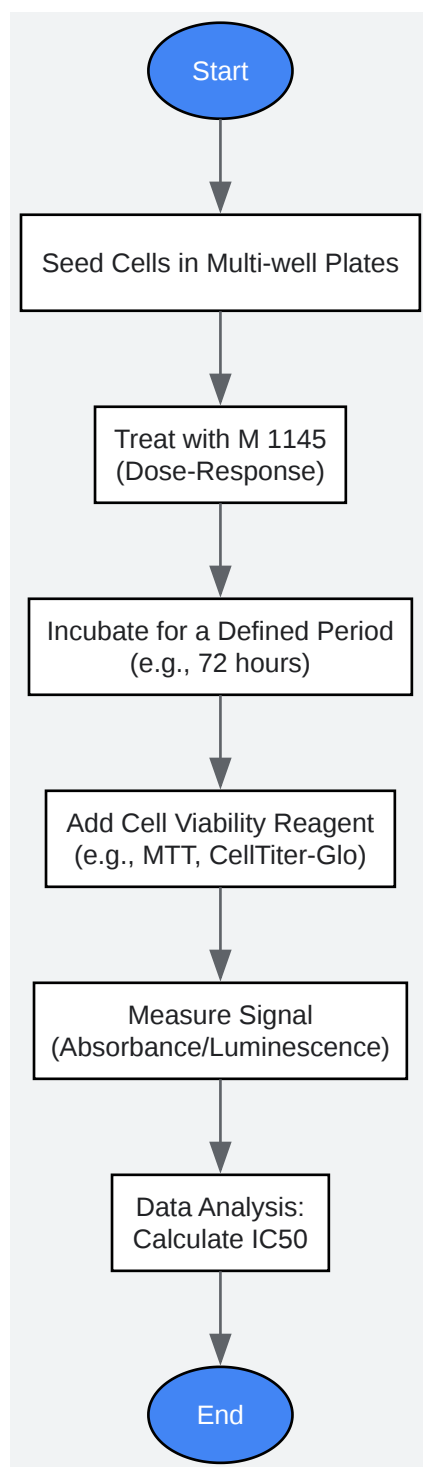 Start
Seed Cells in Multi-well Plates
Treat with M 1145
(Dose-Response)
Incubate for a Defined Period
(e.g., 72 hours)
Add Cell Viability Reagent
(e.g., MTT, CellTiter-Glo)
Measure Signal
(Absorbance/Luminescence)
Data Analysis:
Calculate IC50
End